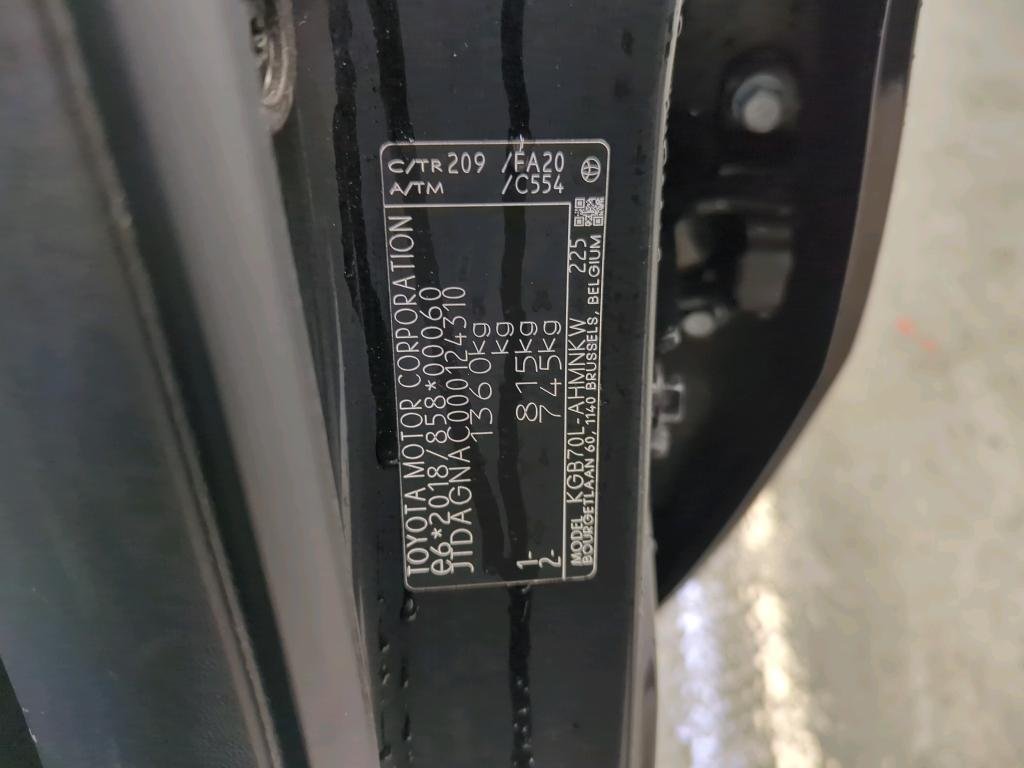 TOYOTA MOTOR CORPORATION
e6*2018/858*00060
JTDAGNAC000124310
1360kg
kg
1- 815kg
2- 745kg
MODEL KGB70L-AHMNKW 225
BOURGETLAAN 60, 1140 BRUSSELS, BELGIUM
C/TR 209 /FA20
A/TM /C554